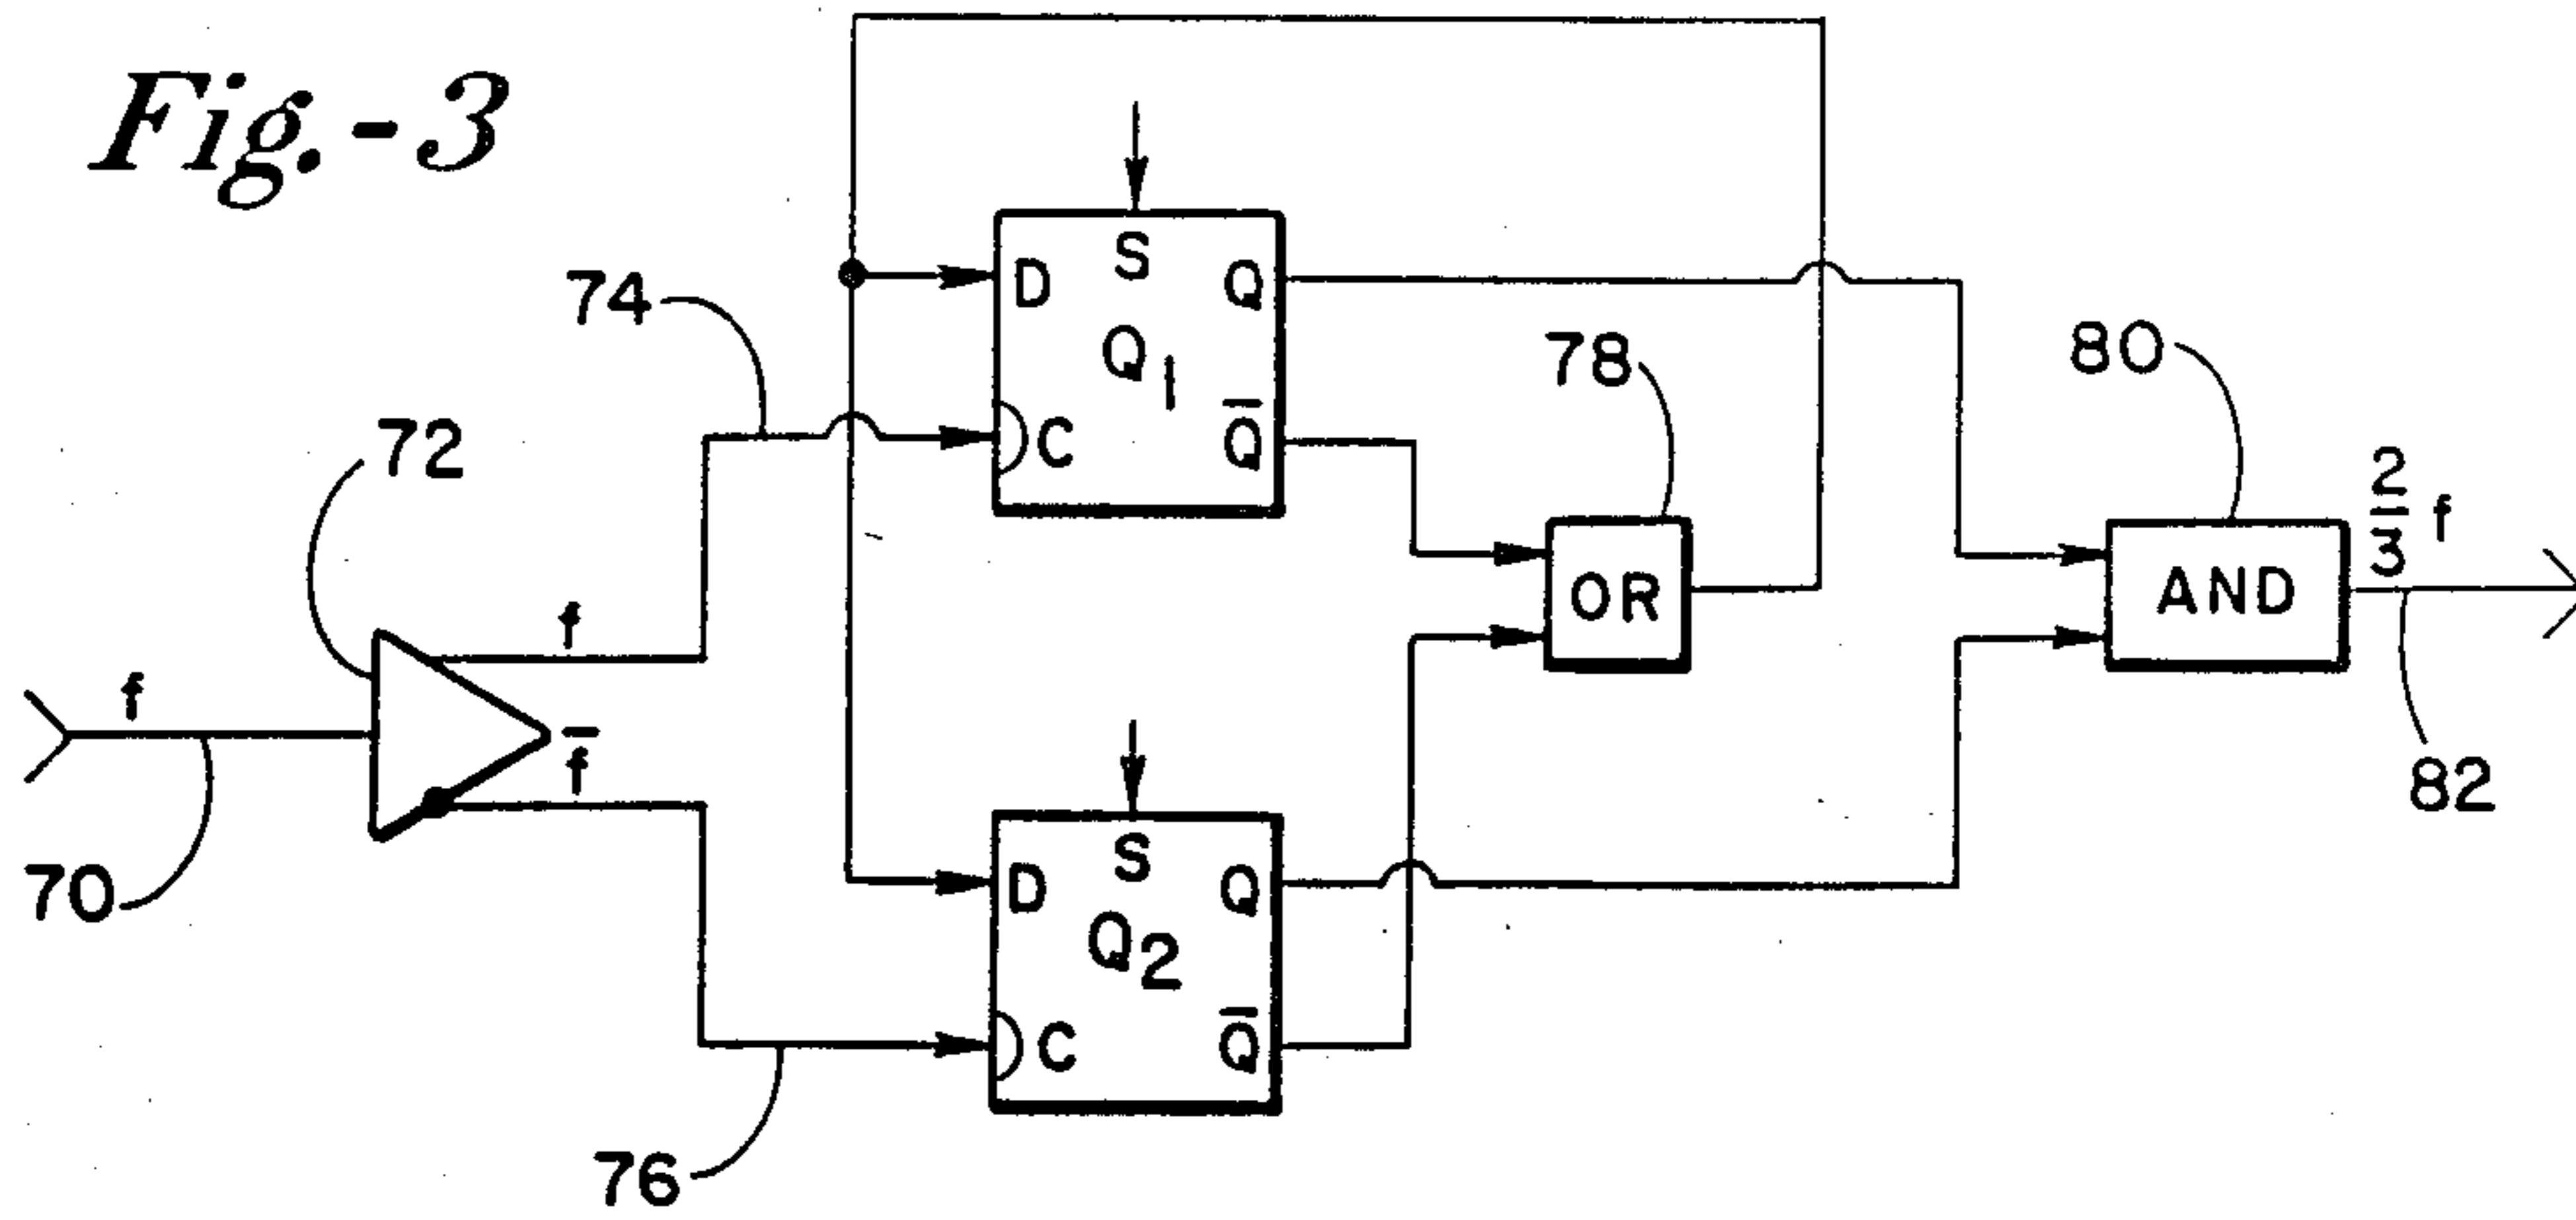 Fig.-3
74
72
f
f
f̅
70
76
D
S
Q
Q1
C
Q̅
D
S
Q
Q2
C
Q̅
78
OR
80
AND
2/3 f
82